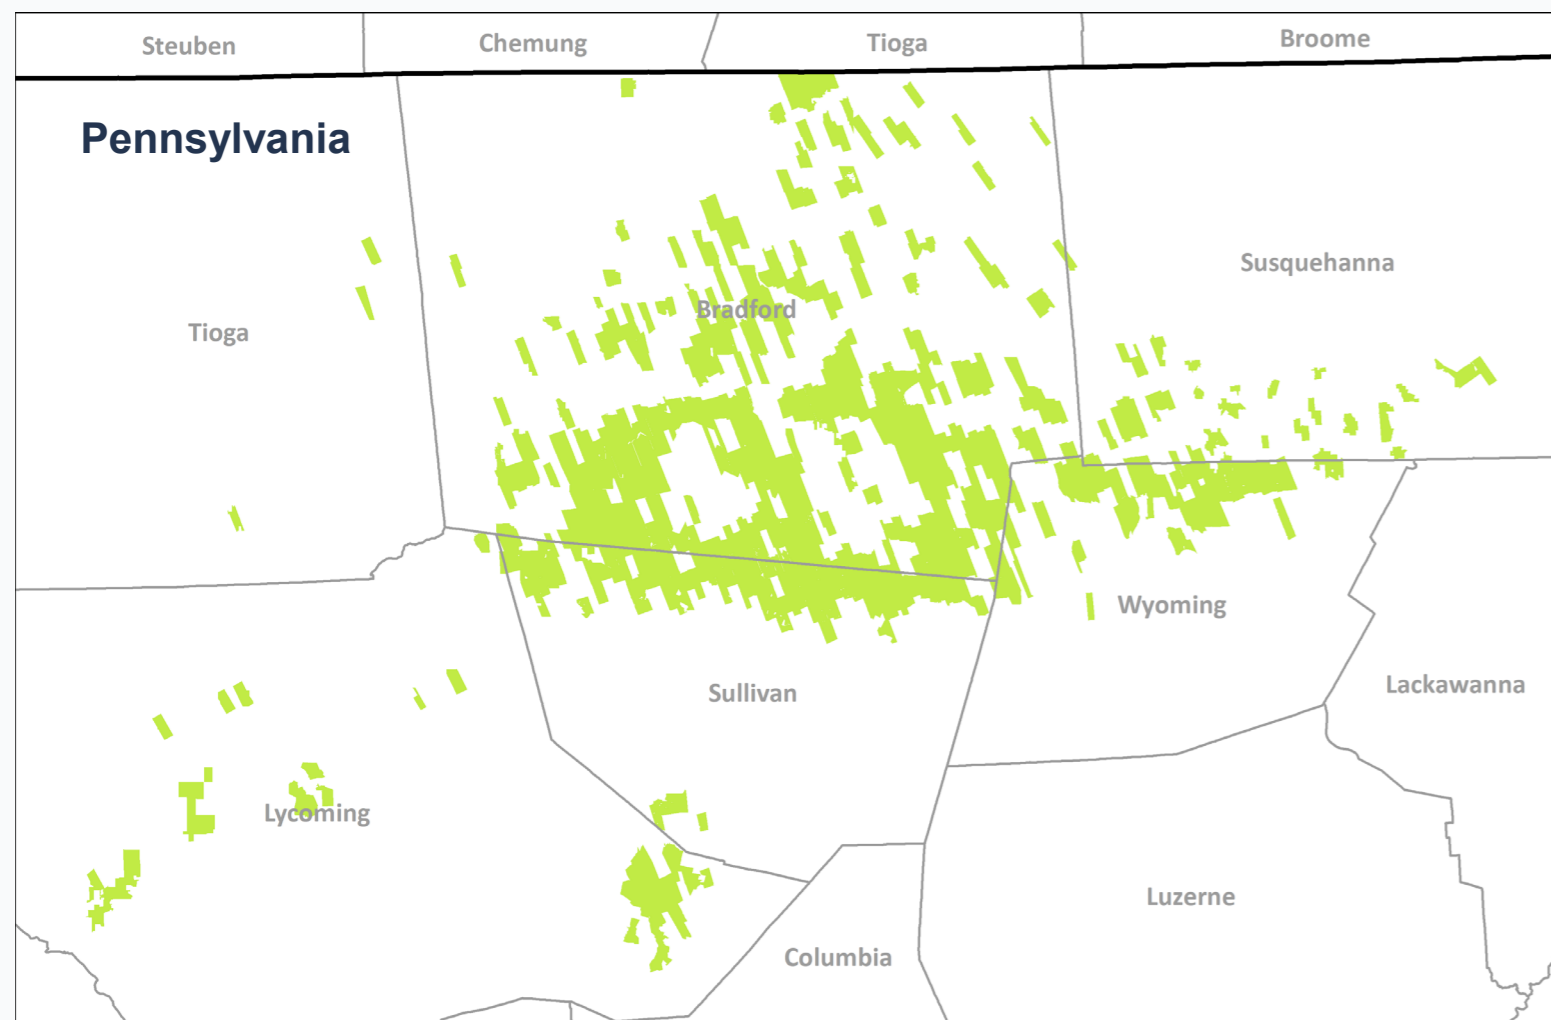 Steuben
Chemung
Tioga
Broome
Pennsylvania
Susquehanna
Bradford
Tioga
Wyoming
Sullivan
Lackawanna
Lycoming
Luzerne
Columbia